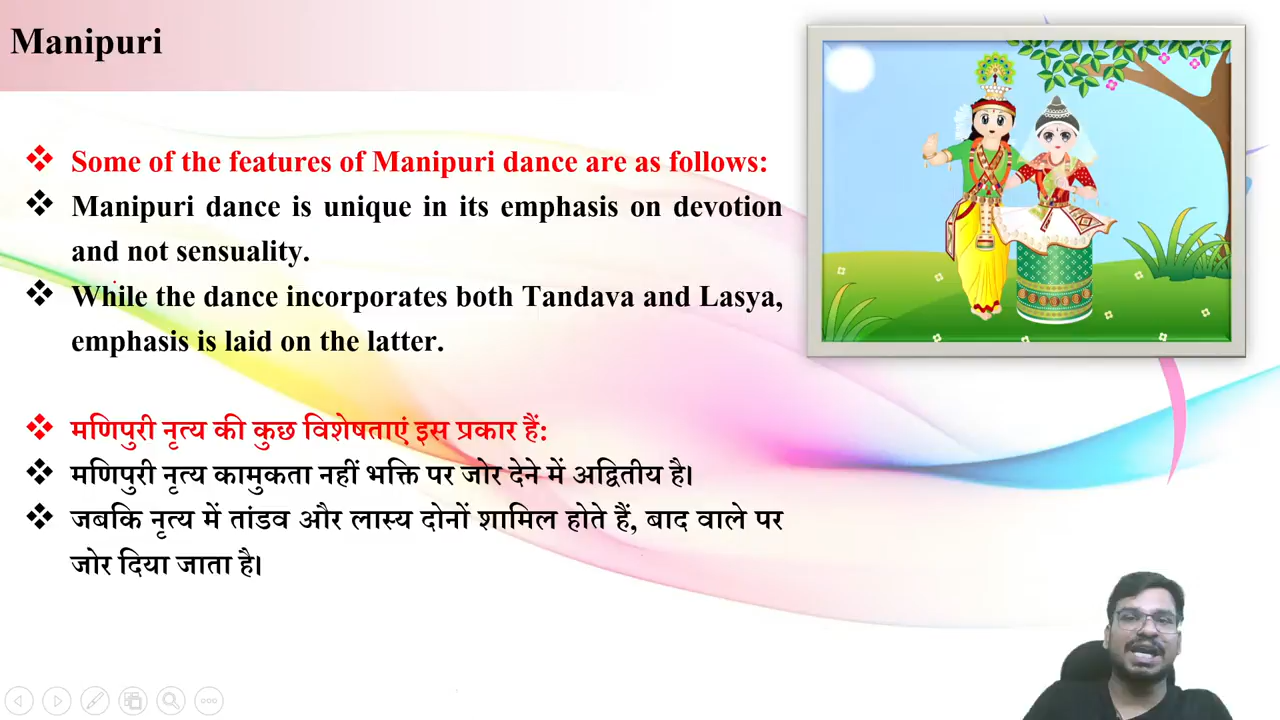 Manipuri
❖ Some of the features of Manipuri dance are as follows:
❖ Manipuri dance is unique in its emphasis on devotion
and not sensuality.
❖ While the dance incorporates both Tandava and Lasya,
emphasis is laid on the latter.
❖ मणिपुरी नृत्य की कुछ विशेषताएं इस प्रकार हैं:
❖ मणिपुरी नृत्य कामुकता नहीं भक्ति पर जोर देने में अद्वितीय है।
❖ जबकि नृत्य में तांडव और लास्य दोनों शामिल होते हैं, बाद वाले पर
जोर दिया जाता है।